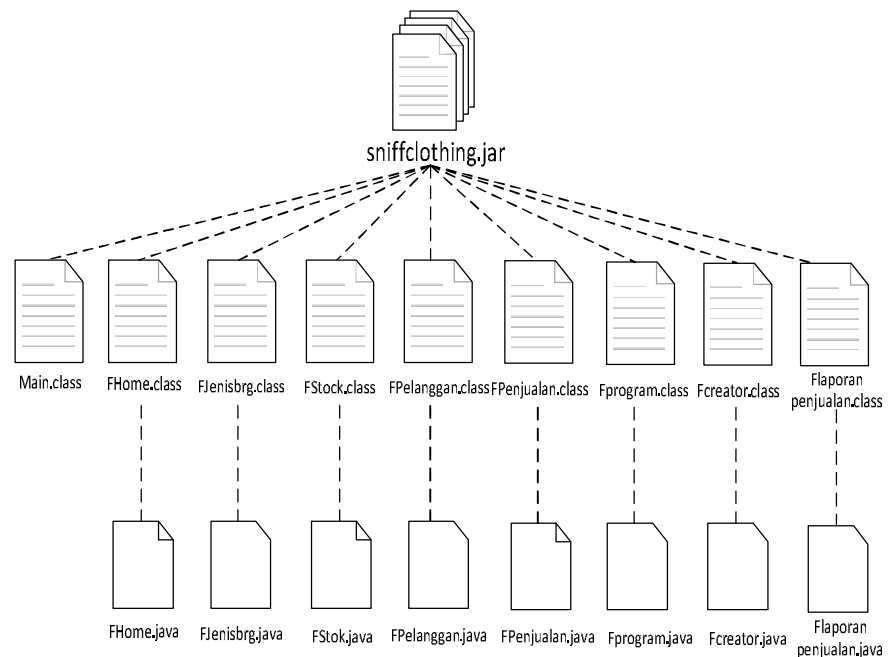 sniffclothing.jar
Main.class
FHome.class
FJenisbrg.class
FStock.class
FPelanggan.class
FPenjualan.class
Fprogram.class
Fcreator.class
Flaporan
penjualan.class
FHome.java
FJenisbrg.java
FStok.java
FPelanggan.java
FPenjualan.java
Fprogram.java
Fcreator.java
Flaporan
penjualan.java